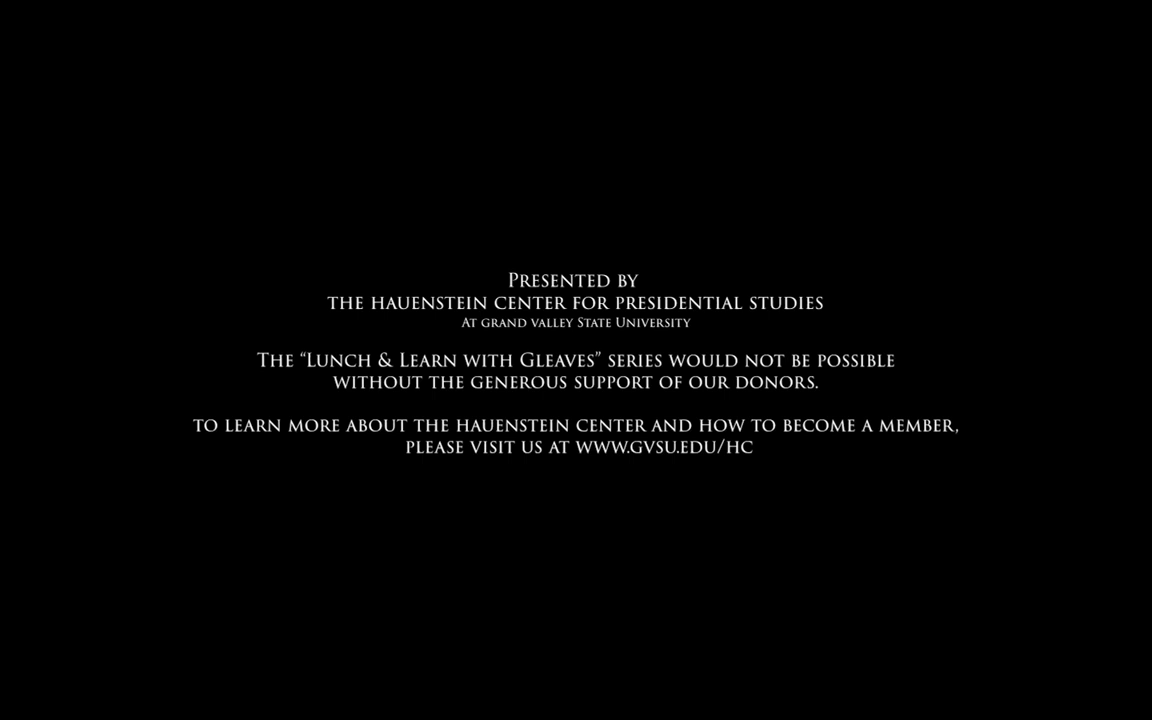 Presented by
the Hauenstein Center for Presidential Studies
At Grand Valley State University
The “Lunch & Learn with Gleaves” series would not be possible
without the generous support of our donors.
To learn more about the Hauenstein Center and how to become a member,
please visit us at www.gvsu.edu/hc